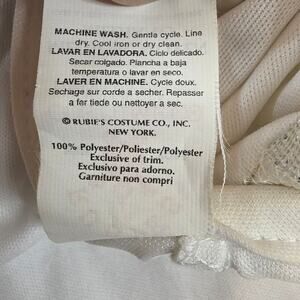 MACHINE WASH. Gentle cycle. Line
dry. Cool iron or dry clean.
LAVAR EN LAVADORA. Ciclo delicado.
Secar colgado. Plancha a baja
temperatura o lavar en seco.
LAVER EN MACHINE. Cycle doux.
Sechage sur corde a secher. Repasser
a fer tiede ou nettoyer a sec.
© RUBIE'S COSTUME CO., INC.
NEW YORK.
100% Polyester/Poliester/Polyester
Exclusive of trim.
Exclusivo para adorno.
Garniture non compri